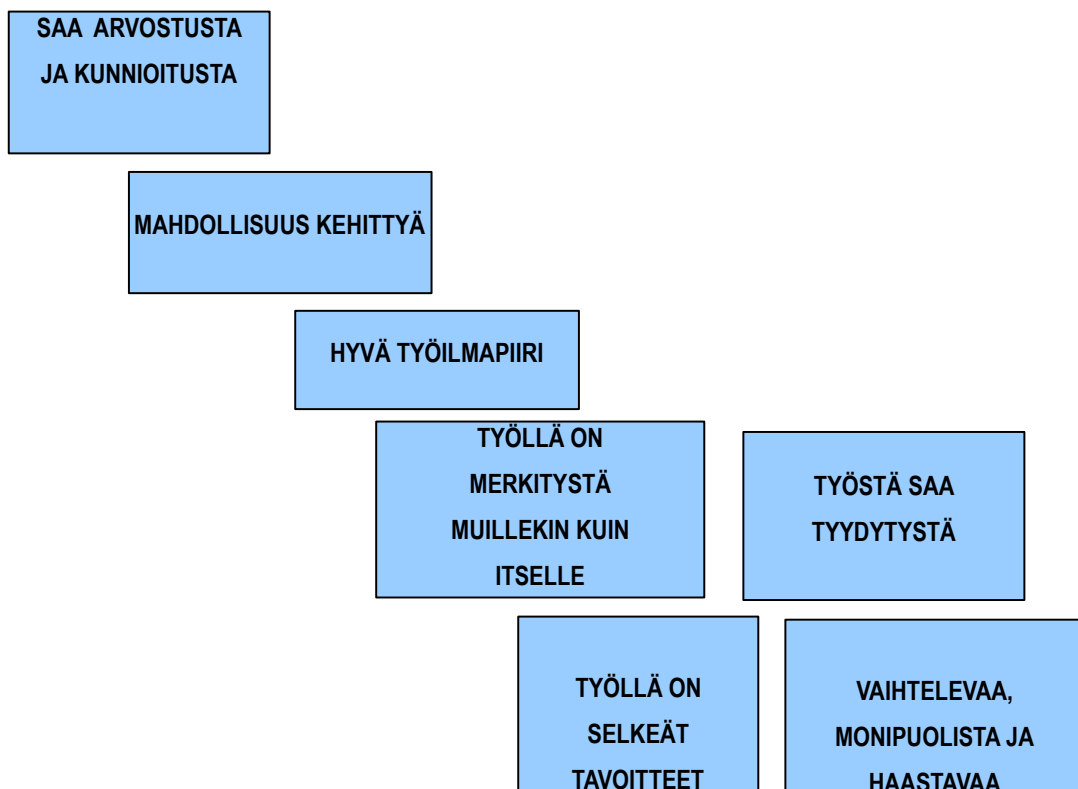 SAA ARVOSTUSTA
JA KUNNIOITUSTA
MAHDOLLISUUS KEHITTYÄ
HYVÄ TYÖILMAPIIRI
TYÖLLÄ ON
MERKITYSTÄ
MUILLEKIN KUIN
ITSELLE
TYÖSTÄ SAA
TYYDYTYSTÄ
TYÖLLÄ ON
SELKEÄT
TAVOITTEET
VAIHTELEVAA,
MONIPUOLISTA JA
HAASTAVAA